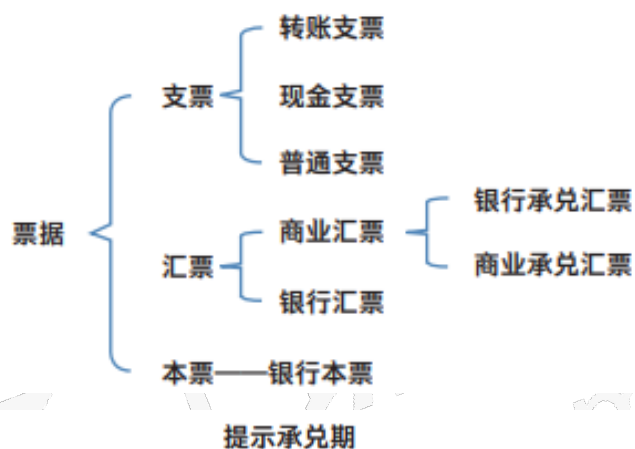 转账支票
支票
现金支票
普通支票
票据
商业汇票
银行承兑汇票
商业承兑汇票
汇票
银行汇票
本票——银行本票
提示承兑期